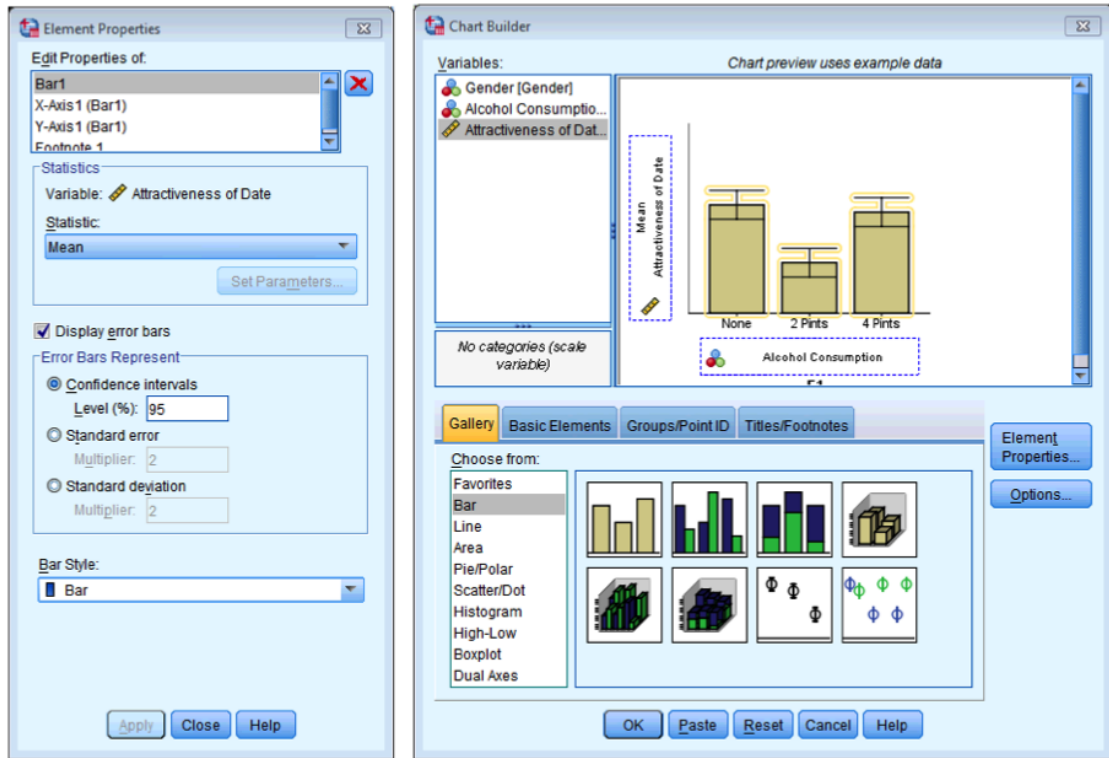 Element Properties
Edit Properties of:
Bar1
X-Axis1 (Bar1)
Y-Axis1 (Bar1)
Footnote 1
Statistics
Variable: Attractiveness of Date
Statistic:
Mean
Set Parameters...
Display error bars
Error Bars Represent
Confidence intervals
Level (%): 95
Standard error
Multiplier: 2
Standard deviation
Multiplier: 2
Bar Style:
Bar
Apply Close Help
Chart Builder
Variables:
Gender [Gender]
Alcohol Consumptio...
Attractiveness of Dat...
No categories (scale
variable)
Chart preview uses example data
Mean
Attractiveness of Date
None 2 Pints 4 Pints
Alcohol Consumption
Gallery Basic Elements Groups/Point ID Titles/Footnotes
Choose from:
Favorites
Bar
Line
Area
Pie/Polar
Scatter/Dot
Histogram
High-Low
Boxplot
Dual Axes
Element
Properties...
Options...
OK Paste Reset Cancel Help